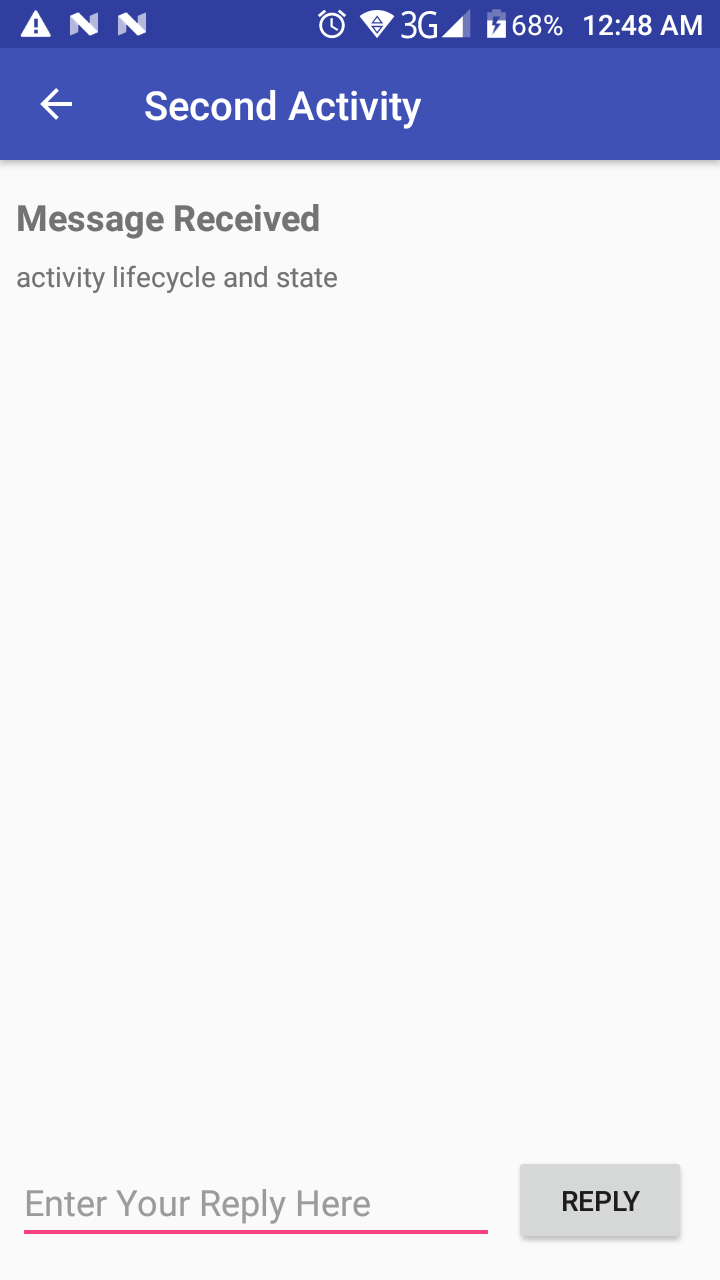 3G 68% 12:48 AM
Second Activity
Message Received
activity lifecycle and state
Enter Your Reply Here
REPLY